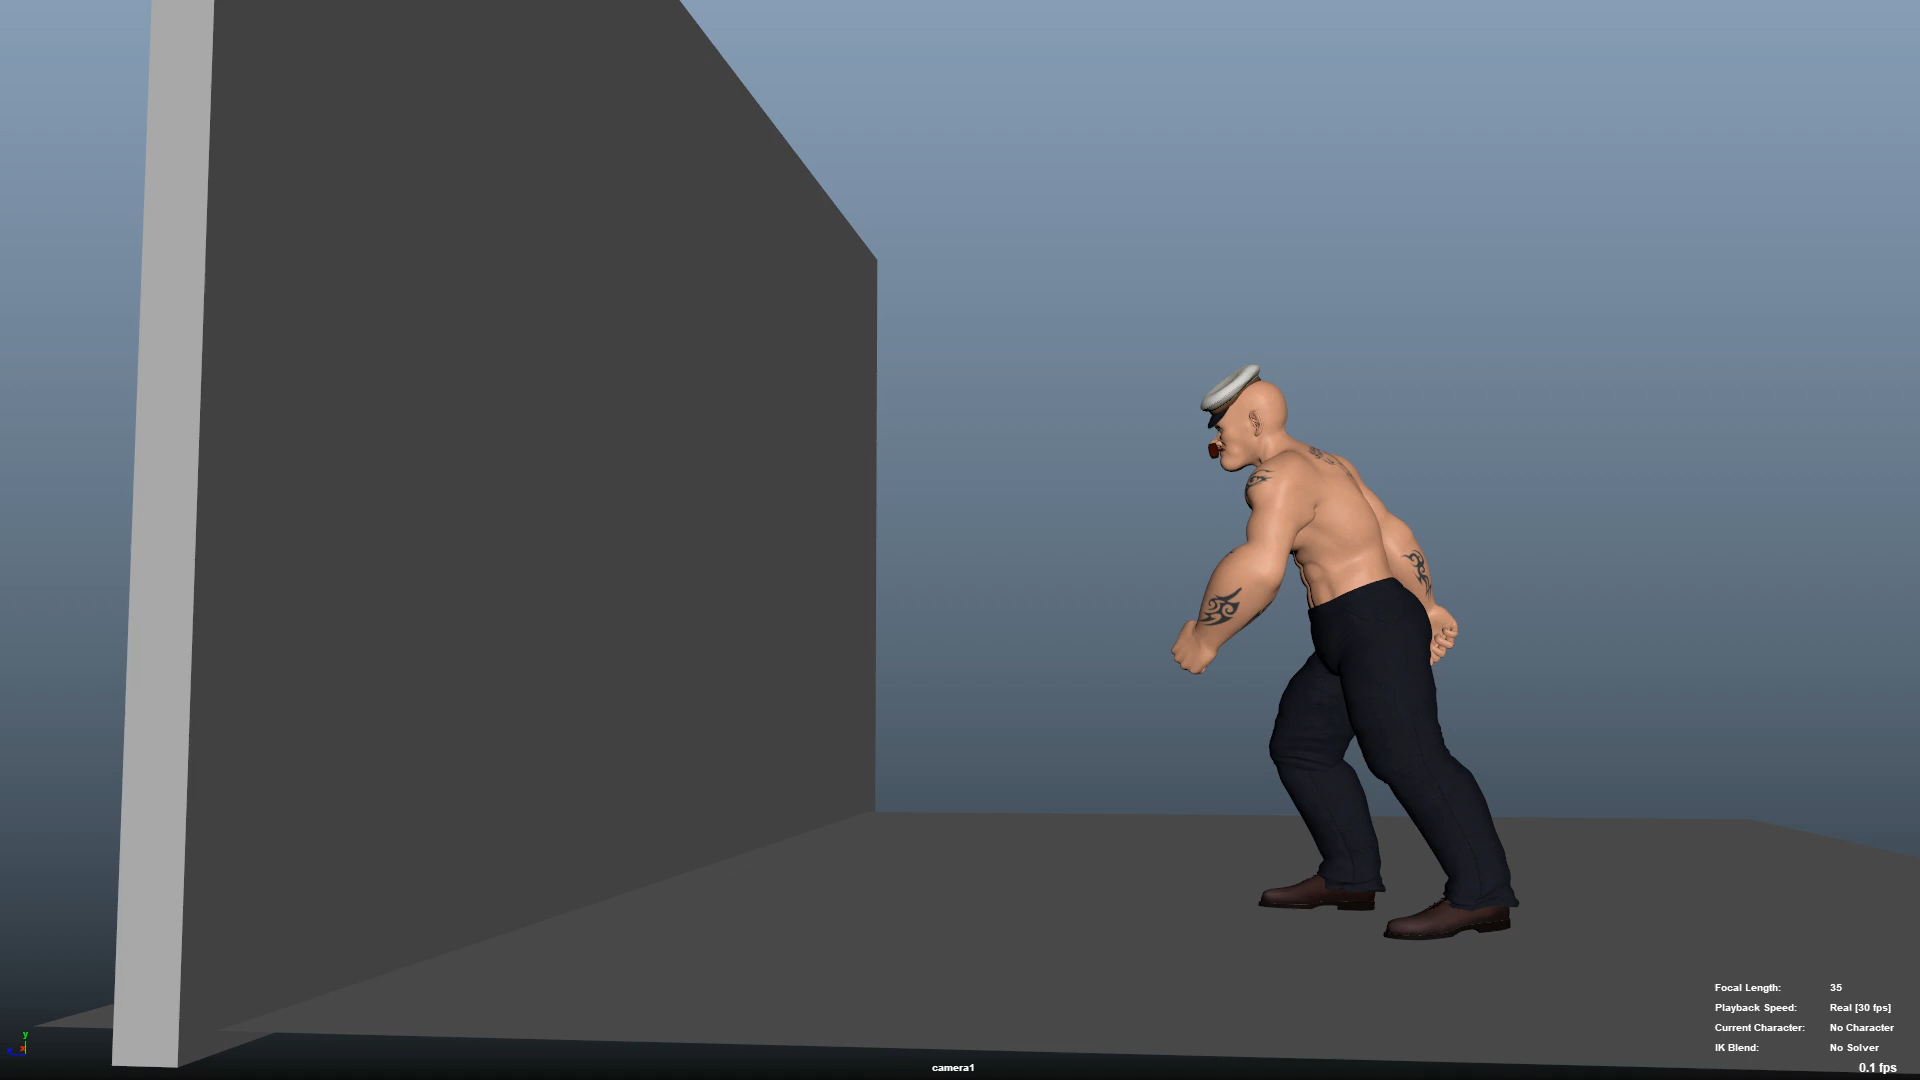 Focal Length: 35
Playback Speed: Real [30 fps]
Current Character: No Character
IK Blend: No Solver
camera1 0.1 fps
y